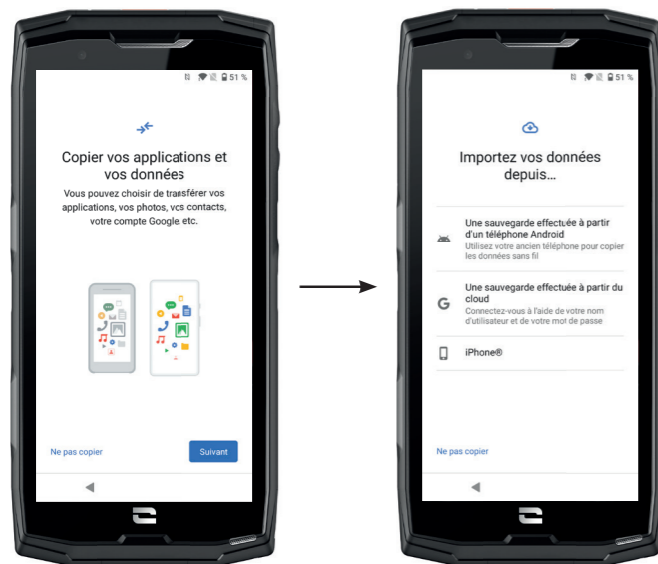 51 %
Copier vos applications et
vos données
Vous pouvez choisir de transférer vos
applications, vos photos, vos contacts,
votre compte Google etc.
Ne pas copier
Suivant
51 %
Importez vos données
depuis...
Une sauvegarde effectuée à partir
d'un téléphone Android
Utilisez votre ancien téléphone pour copier
les données sans fil
G
Une sauvegarde effectuée à partir du
cloud
Connectez-vous à l'aide de votre nom
d'utilisateur et de votre mot de passe
iPhone®
Ne pas copier